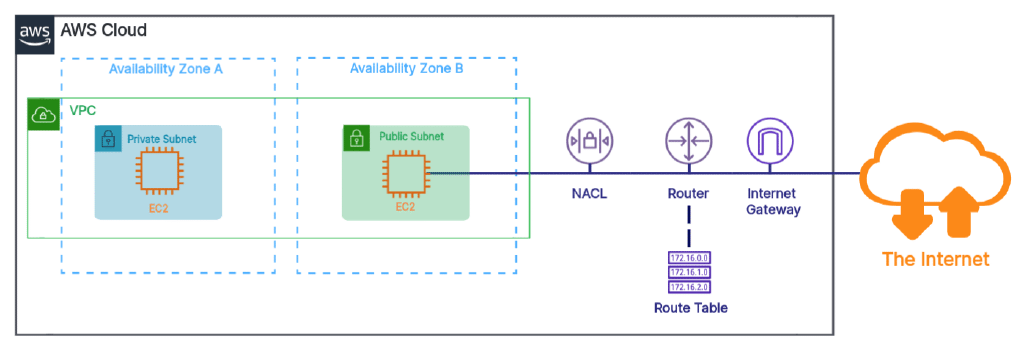 aws
AWS Cloud
Availability Zone A
Availability Zone B
VPC
Private Subnet
EC2
Public Subnet
EC2
NACL
Router
Internet
Gateway
172.16.0.0
172.16.1.0
172.16.2.0
Route Table
The Internet